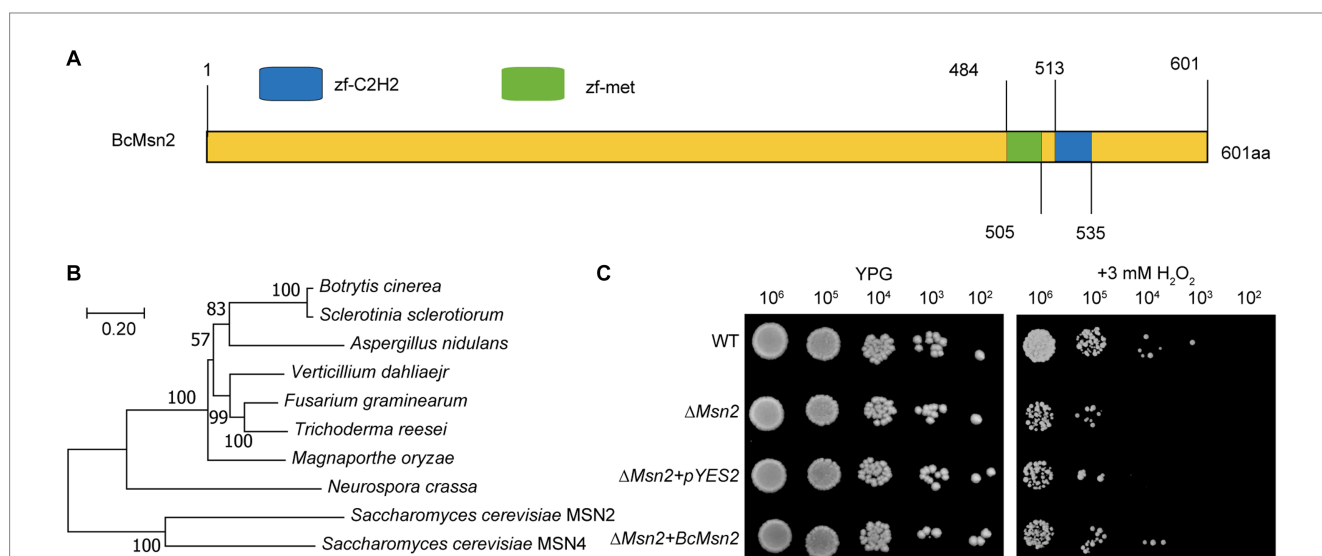 A
1
zf-C2H2
zf-met
484
513
601
BcMsn2
601aa
505
535
B
0.20
100
Botrytis cinerea
83
Sclerotinia sclerotiorum
57
Aspergillus nidulans
Verticillium dahliaejr
100
Fusarium graminearum
99
Trichoderma reesei
100
Magnaporthe oryzae
Neurospora crassa
Saccharomyces cerevisiae MSN2
100
Saccharomyces cerevisiae MSN4
C
YPG
+3 mM H₂O₂
10⁶ 10⁵ 10⁴ 10³ 10²
10⁶ 10⁵ 10⁴ 10³ 10²
WT
ΔMsn2
ΔMsn2+pYES2
ΔMsn2+BcMsn2